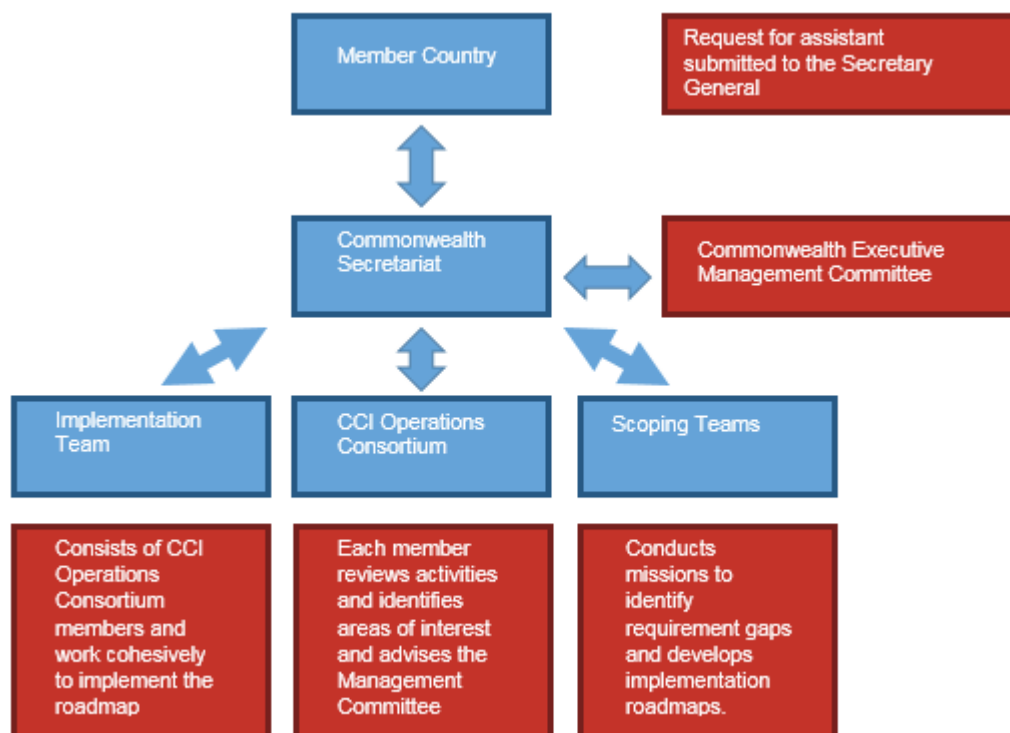 Member Country
Request for assistant
submitted to the Secretary
General
Commonwealth
Secretariat
Commonwealth Executive
Management Committee
Implementation
Team
CCI Operations
Consortium
Scoping Teams
Consists of CCI
Operations
Consortium
members and
work cohesively
to implement the
roadmap
Each member
reviews activities
and identifies
areas of interest
and advises the
Management
Committee
Conducts
missions to
identify
requirement gaps
and develops
implementation
roadmaps.